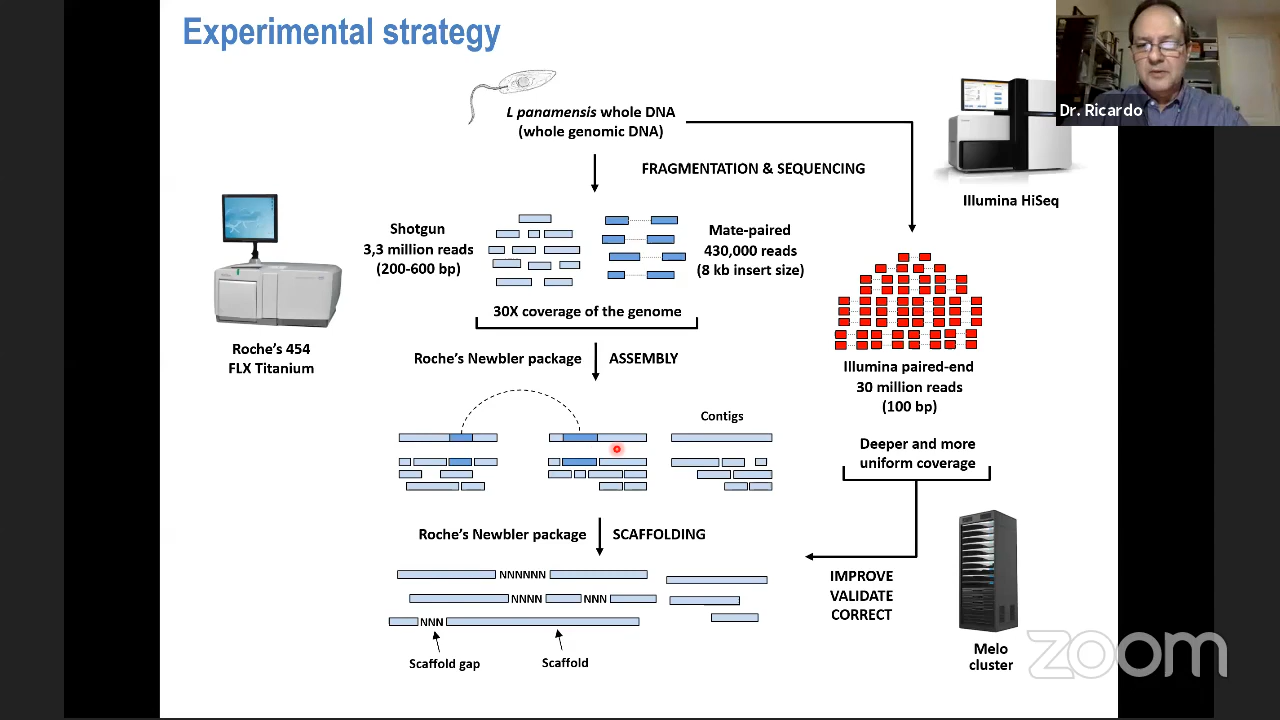 Experimental strategy
Dr. Ricardo
L panamensis whole DNA
(whole genomic DNA)
FRAGMENTATION & SEQUENCING
Illumina HiSeq
Shotgun
3,3 million reads
(200-600 bp)
Mate-paired
430,000 reads
(8 kb insert size)
30X coverage of the genome
Roche's 454
FLX Titanium
Roche's Newbler package
ASSEMBLY
Illumina paired-end
30 million reads
(100 bp)
Contigs
Deeper and more
uniform coverage
Roche's Newbler package
SCAFFOLDING
NNNNNN
NNNN
NNN
NNN
IMPROVE
VALIDATE
CORRECT
Scaffold gap
Scaffold
Melo
cluster
zoom